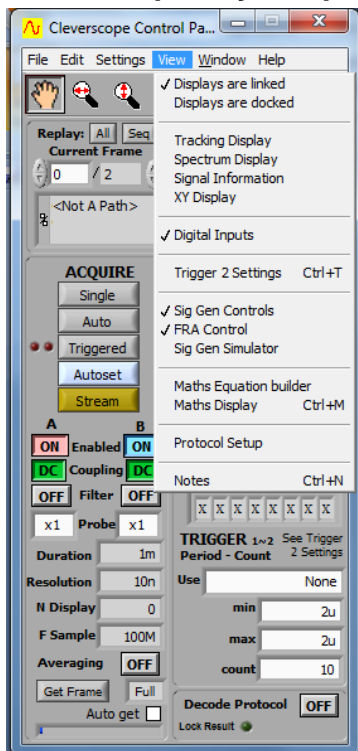 Cleverscope Control Pa...
File Edit Settings View Window Help
✓ Displays are linked
Displays are docked
Tracking Display
Spectrum Display
Signal Information
XY Display
✓ Digital Inputs
Trigger 2 Settings Ctrl+T
✓ Sig Gen Controls
✓ FRA Control
Sig Gen Simulator
Maths Equation builder
Maths Display Ctrl+M
Protocol Setup
Notes Ctrl+N
Replay: All Seq
Current Frame
0 / 2
<Not A Path>
ACQUIRE
Single
Auto
Triggered
Autoset
Stream
A B
ON Enabled ON
DC Coupling DC
OFF Filter OFF
x1 Probe x1
Duration 1m
Resolution 10n
N Display 0
F Sample 100M
Averaging OFF
Get Frame Full
Auto get
X X X X X X X X
TRIGGER 1~2 See Trigger
Period - Count 2 Settings
Use None
min 2u
max 2u
count 10
Decode Protocol OFF
Lock Result